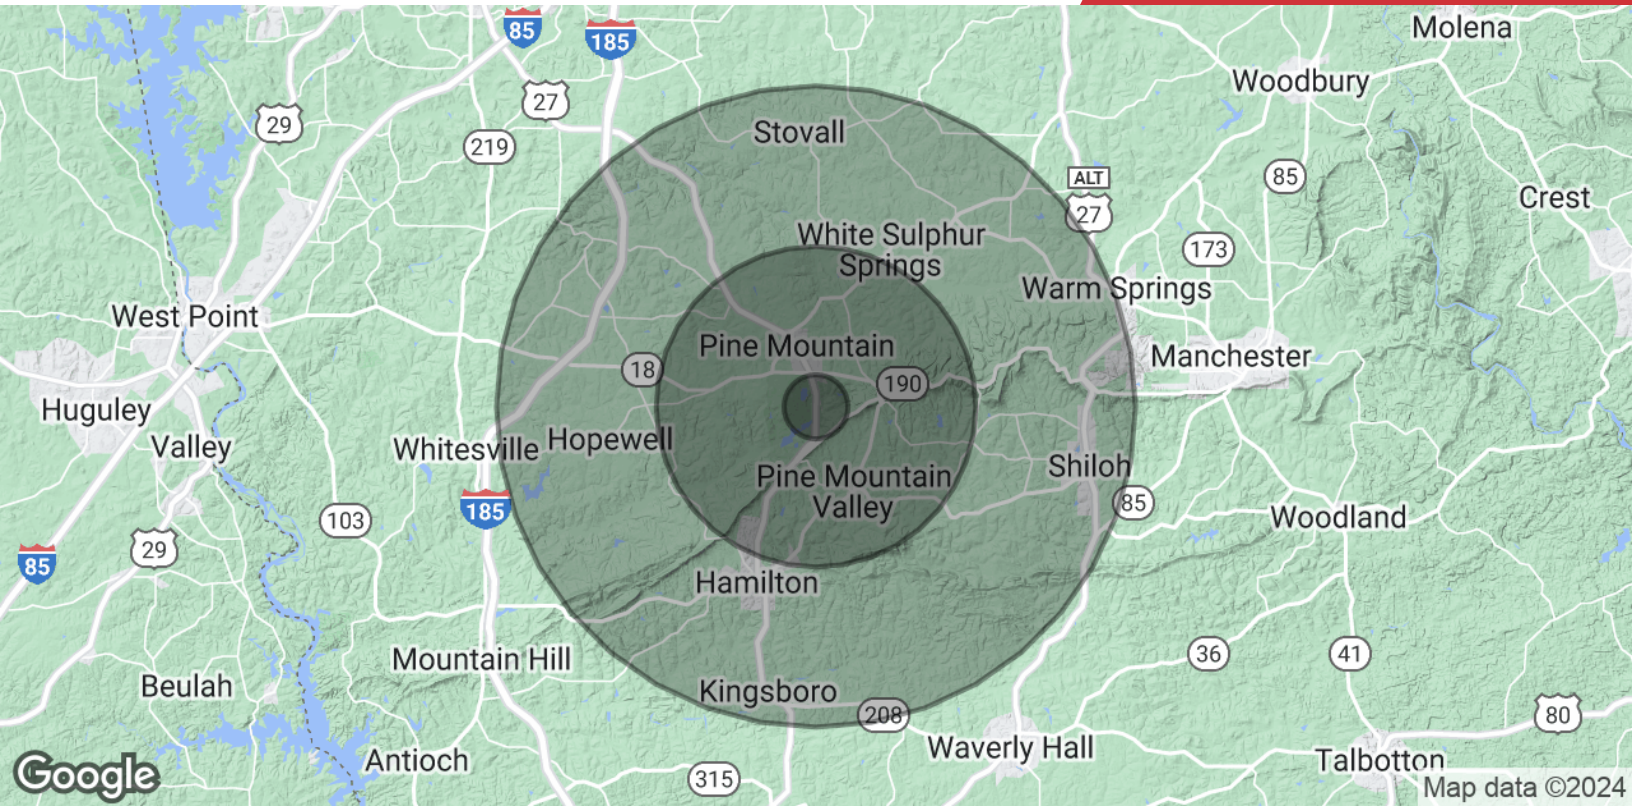 Molena
85
185
Woodbury
27
29
Stovall
219
ALT
27
85
Crest
White Sulphur
Springs
173
Warm Springs
West Point
Pine Mountain
Manchester
18
190
Huguley
Valley
Whitesville
Hopewell
Shiloh
Pine Mountain
Valley
185
103
85
Woodland
29
85
Hamilton
Mountain Hill
36
41
Beulah
Kingsboro
208
80
Waverly Hall
Antioch
Talbotton
315
Google
Map data ©2024